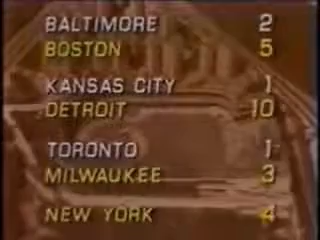 BALTIMORE 2
BOSTON 5
KANSAS CITY 1
DETROIT 10
TORONTO 1
MILWAUKEE 3
NEW YORK 4